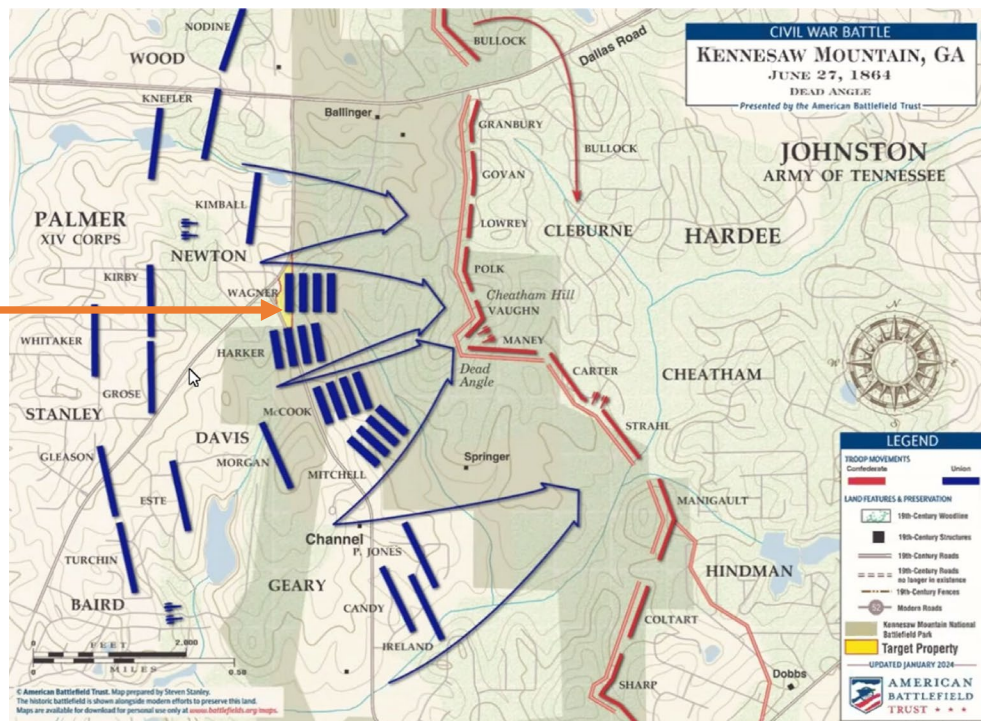 CIVIL WAR BATTLE
KENNESAW MOUNTAIN, GA
JUNE 27, 1864
DEAD ANGLE
Presented by the American Battlefield Trust
NODINE
WOOD
BULLOCK
Dallas Road
KNEFLER
Ballinger
GRANBURY
BULLOCK
JOHNSTON
ARMY OF TENNESSEE
GOVAN
PALMER
XIV CORPS
KIMBALL
LOWREY
CLEBURNE
HARDEE
NEWTON
KIRBY
POLK
WAGNER
Cheatham Hill
VAUGHN
WHITAKER
HARKER
MANEY
Dead
Angle
CARTER
CHEATHAM
GROSE
STANLEY
McCOOK
STRAHL
DAVIS
GLEASON
MORGAN
MITCHELL
Springer
ESTE
MANIGAULT
Channel
P. JONES
TURCHIN
GEARY
HINDMAN
BAIRD
CANDY
COLTART
IRELAND
SHARP
Dobbs
N
E
S
W
LEGEND
TROOP MOVEMENTS
Confederate
Union
LAND FEATURES & PRESERVATION
19th-Century Woodline
19th-Century Structures
19th-Century Roads
19th-Century Roads
no longer in existence
19th-Century Fences
52
Modern Roads
Kennesaw Mountain National
Battlefield Park
Target Property
UPDATED JANUARY 2024
AMERICAN
BATTLEFIELD
TRUST
0
FEET
2,000
0
MILES
0.50
© American Battlefield Trust. Map prepared by Steven Stanley.
The historic battlefield is shown alongside modern efforts to preserve this land.
Maps are available for download for personal use only at www.battlefields.org/maps.